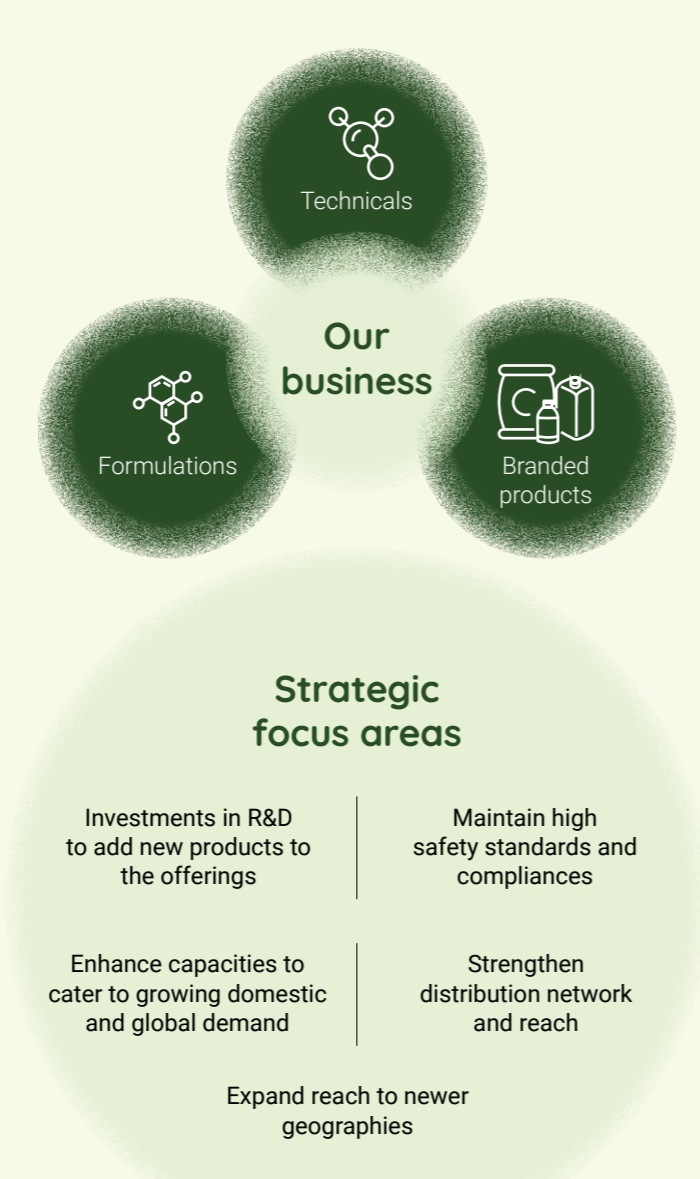 Technicals
Our
business
Formulations
Branded
products
Strategic
focus areas
Investments in R&D
to add new products to
the offerings
Maintain high
safety standards and
compliances
Enhance capacities to
cater to growing domestic
and global demand
Strengthen
distribution network
and reach
Expand reach to newer
geographies